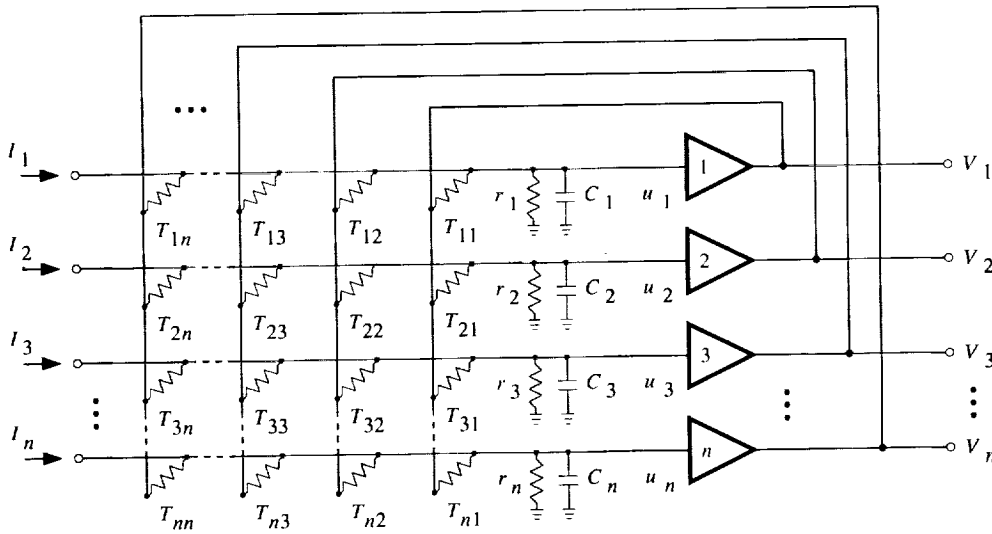 I1 r1 C1 u1 1 V1
T1n T13 T12 T11
I2 r2 C2 u2 2 V2
T2n T23 T22 T21
I3 r3 C3 u3 3 V3
T3n T33 T32 T31
In rn Cn un n Vn
Tnn Tn3 Tn2 Tn1